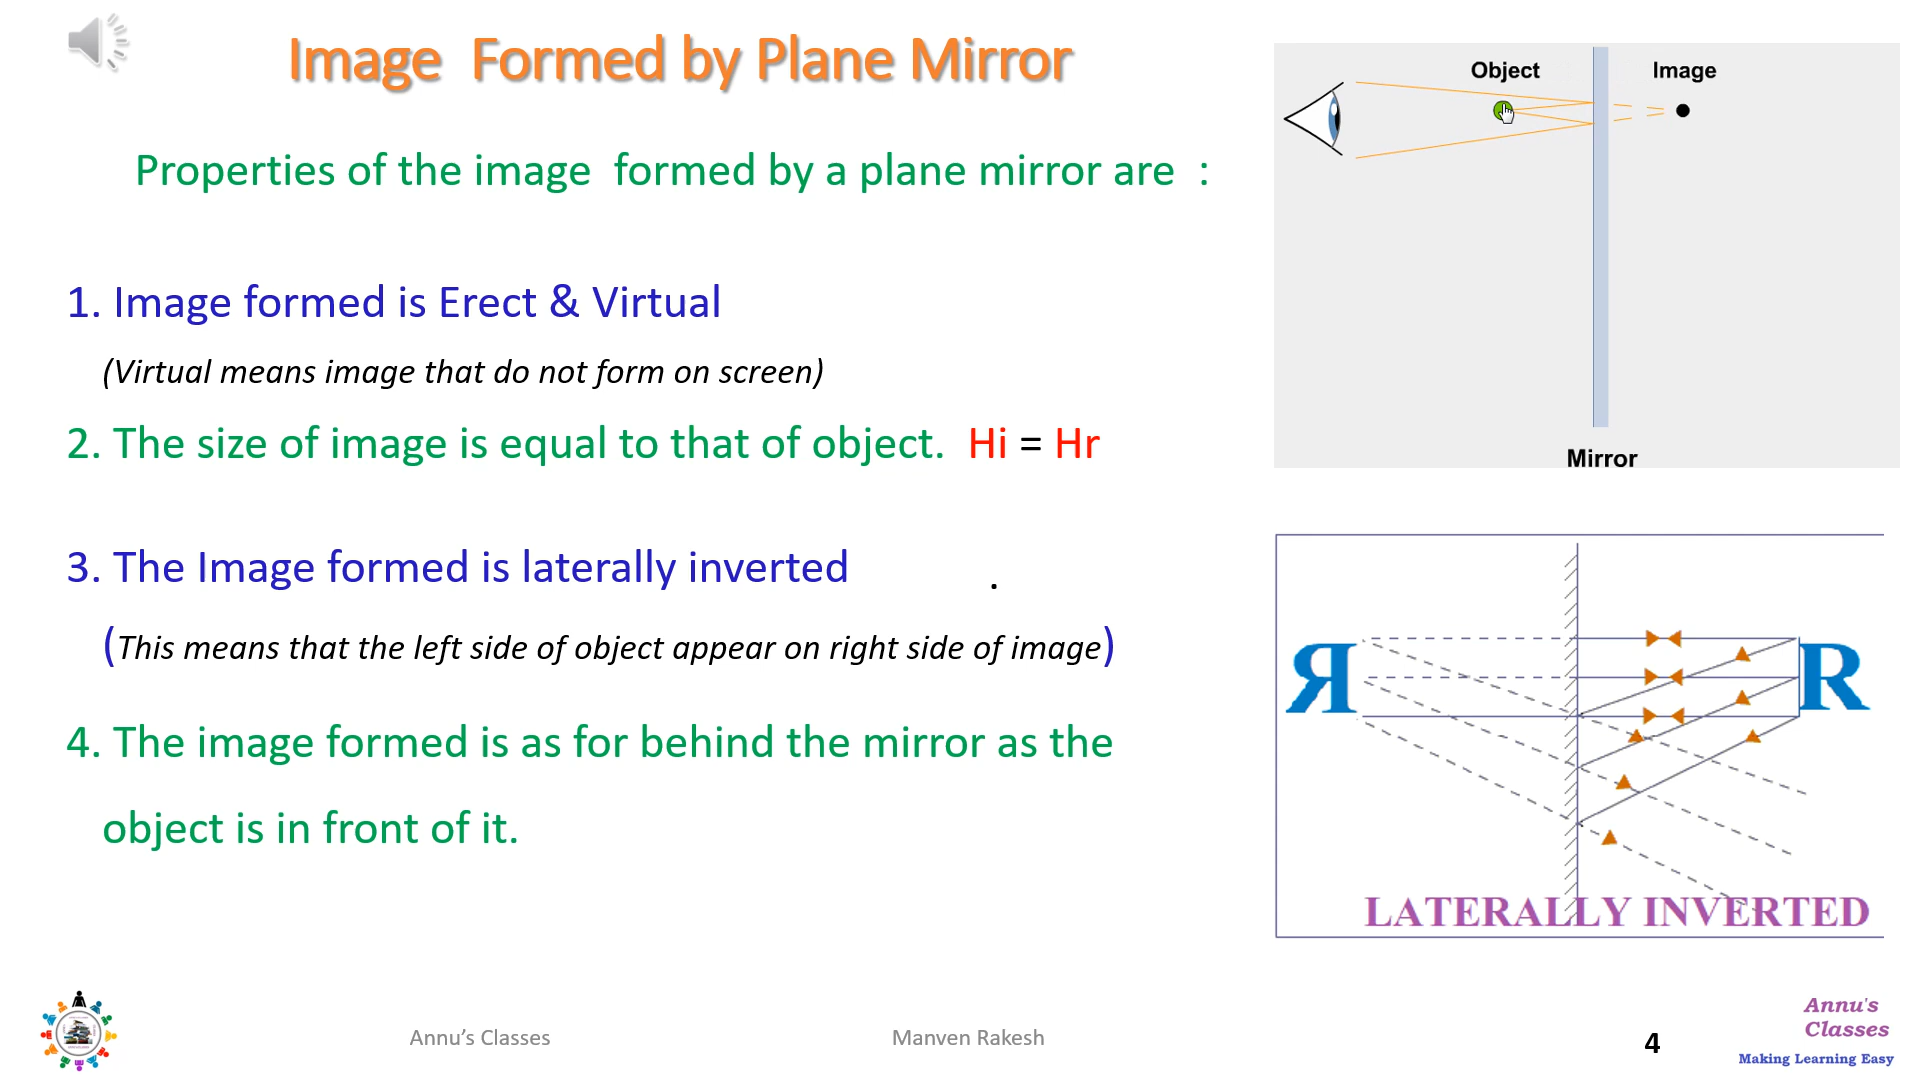 Image Formed by Plane Mirror
Properties of the image formed by a plane mirror are :
1. Image formed is Erect & Virtual
(Virtual means image that do not form on screen)
2. The size of image is equal to that of object. Hi = Hr
3. The Image formed is laterally inverted .
(This means that the left side of object appear on right side of image)
4. The image formed is as for behind the mirror as the
object is in front of it.
Object Image
Mirror
Я R
LATERALLY INVERTED
Annu’s Classes
Manven Rakesh
4
Annu's
Classes
Making Learning Easy